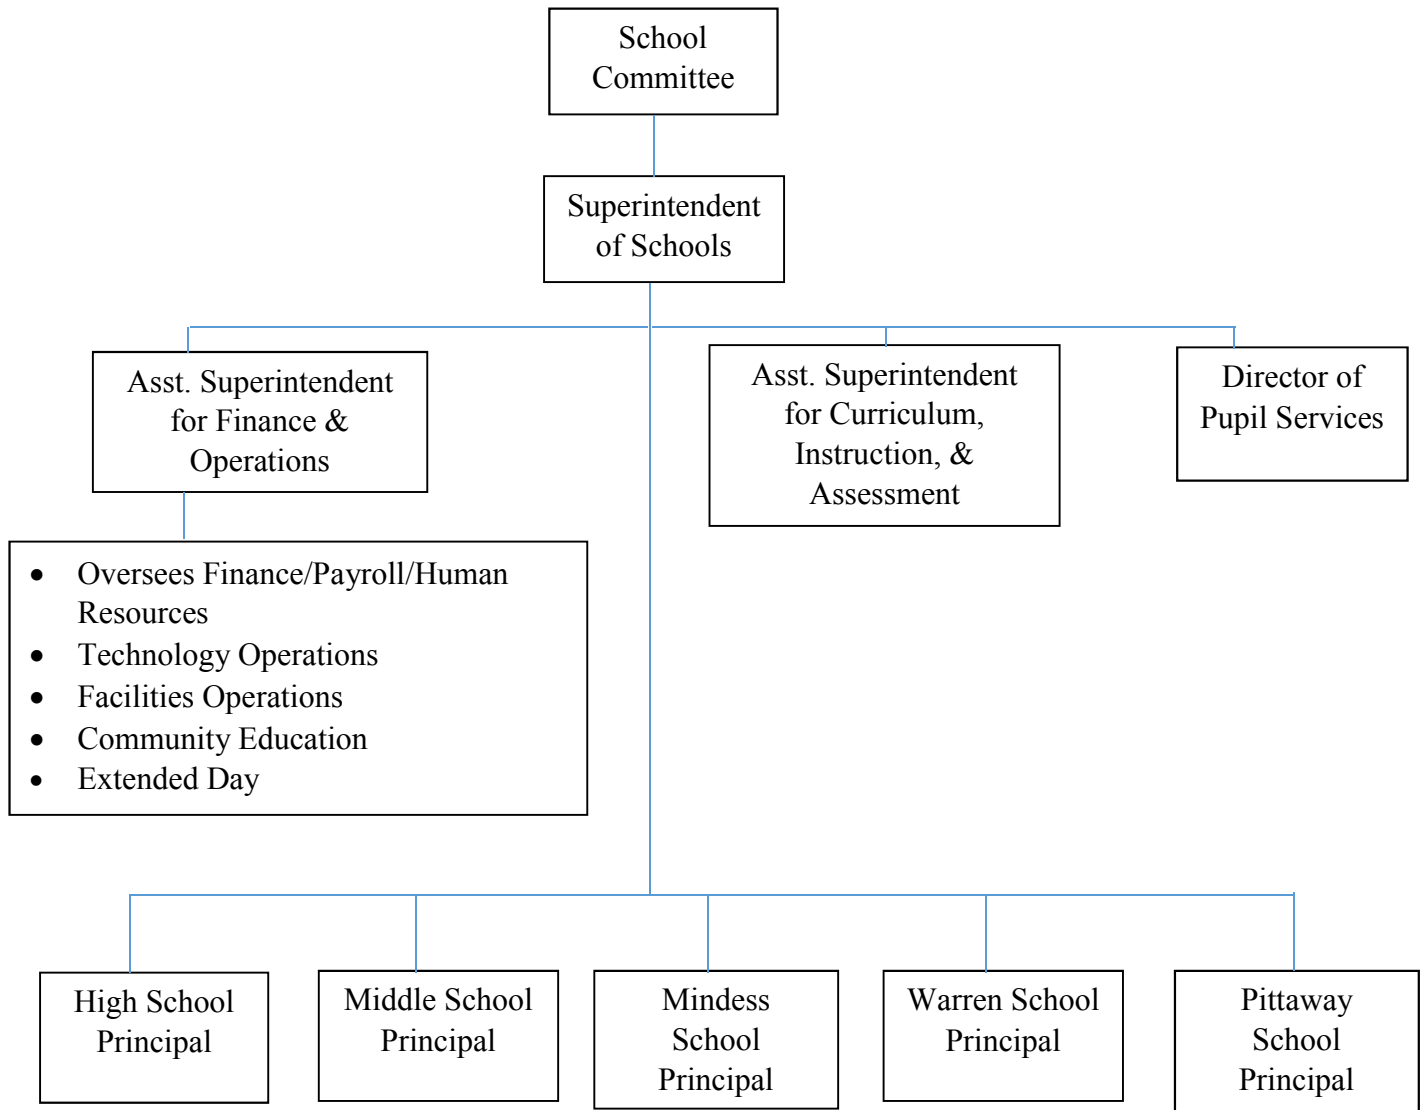 School
Committee
Superintendent
of Schools
Asst. Superintendent
for Finance &
Operations
Asst. Superintendent
for Curriculum,
Instruction, &
Assessment
Director of
Pupil Services
• Oversees Finance/Payroll/Human
Resources
• Technology Operations
• Facilities Operations
• Community Education
• Extended Day
High School
Principal
Middle School
Principal
Mindess
School
Principal
Warren School
Principal
Pittaway
School
Principal